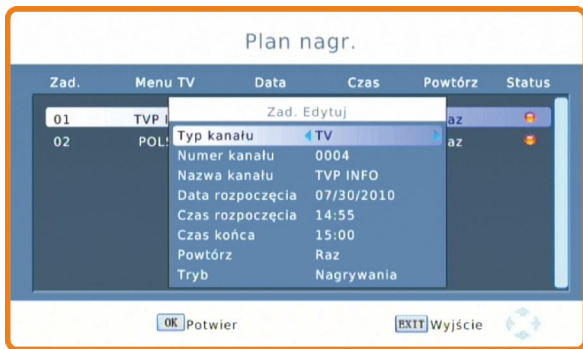 Plan nagr.
Zad. Menu TV Data Czas Powtórz Status
01 TVP I az
02 POLS az
Zad. Edytuj
Typ kanału TV
Numer kanału 0004
Nazwa kanału TVP INFO
Data rozpoczęcia 07/30/2010
Czas rozpoczęcia 14:55
Czas końca 15:00
Powtórz Raz
Tryb Nagrywania
OK Potwier EXIT Wyjście